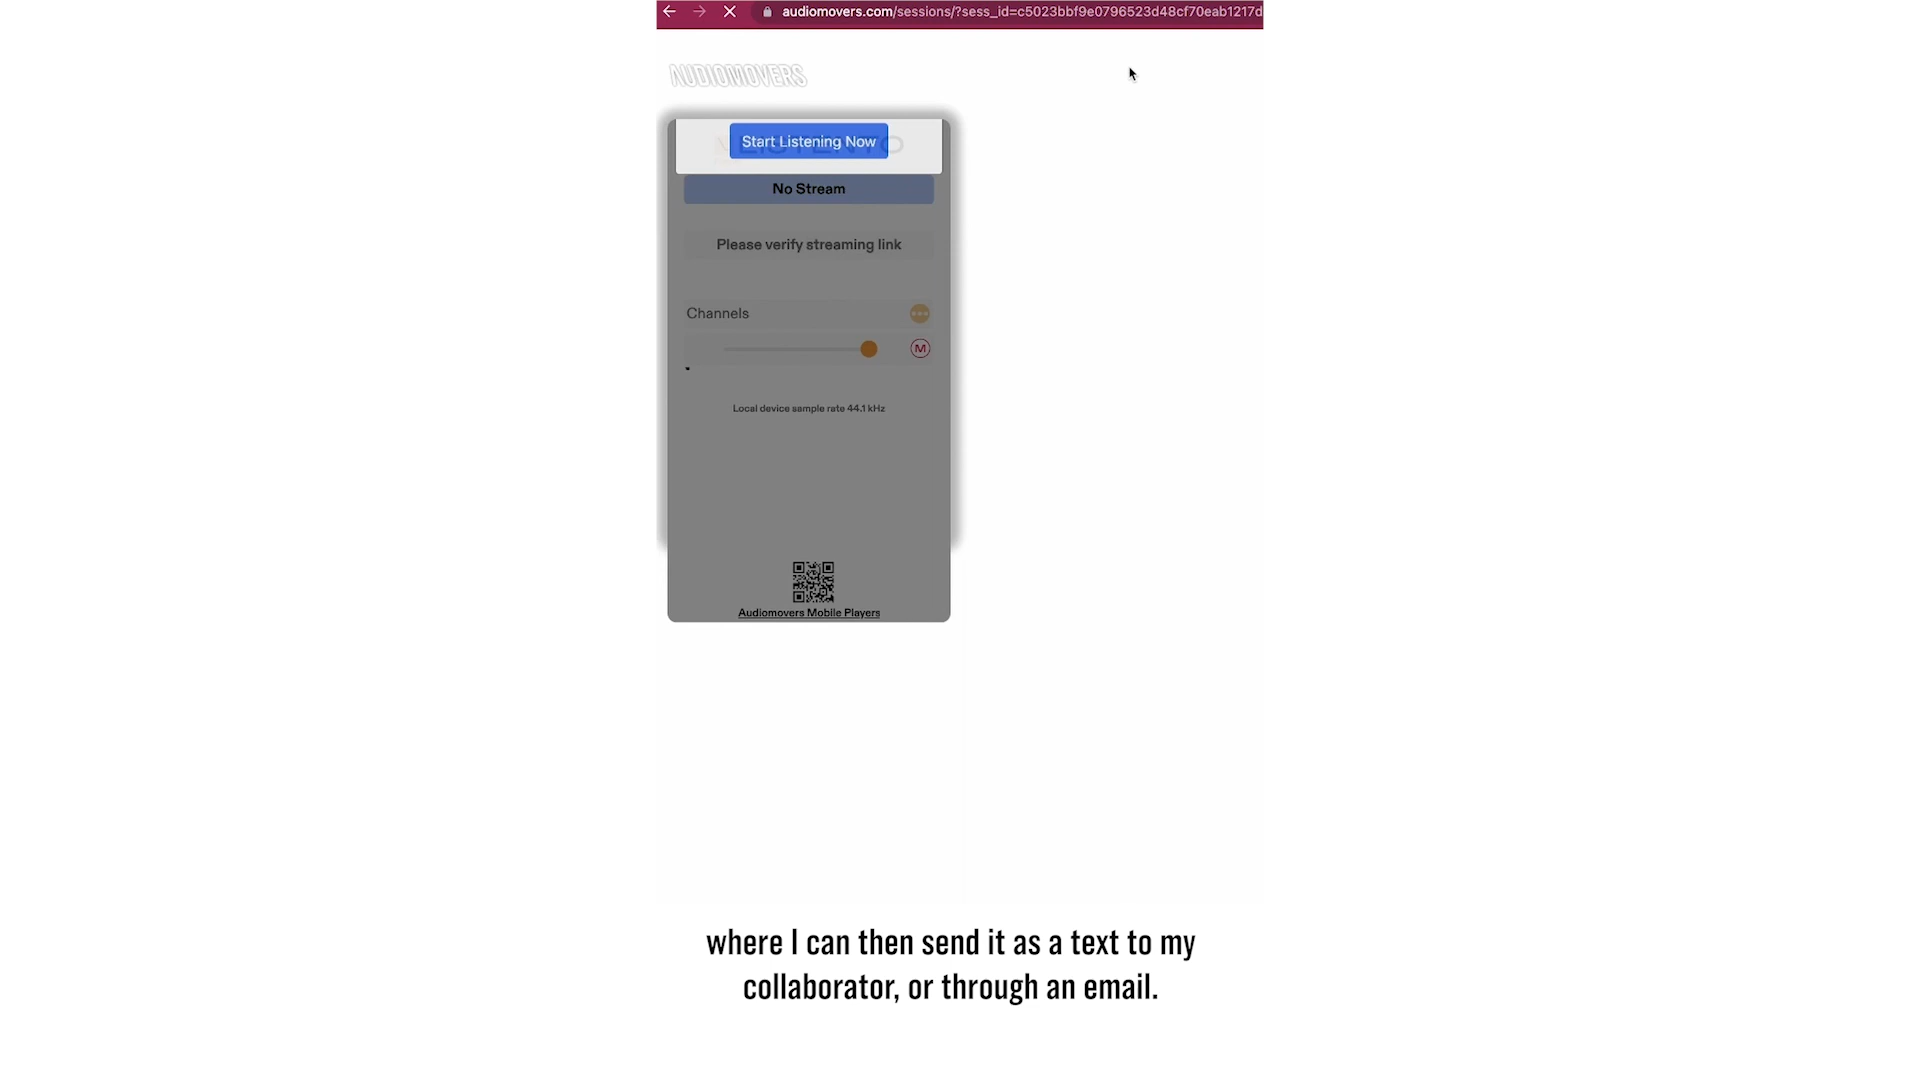 audiomovers.com/sessions/?sess_id=c5023bbf9e0796523d48cf70eab1217d
AUDIOMOVERS
Start Listening Now
LISTENTO
No Stream
Please verify streaming link
Channels
M
Local device sample rate 44.1 kHz
Audiomovers Mobile Players
where I can then send it as a text to my
collaborator, or through an email.